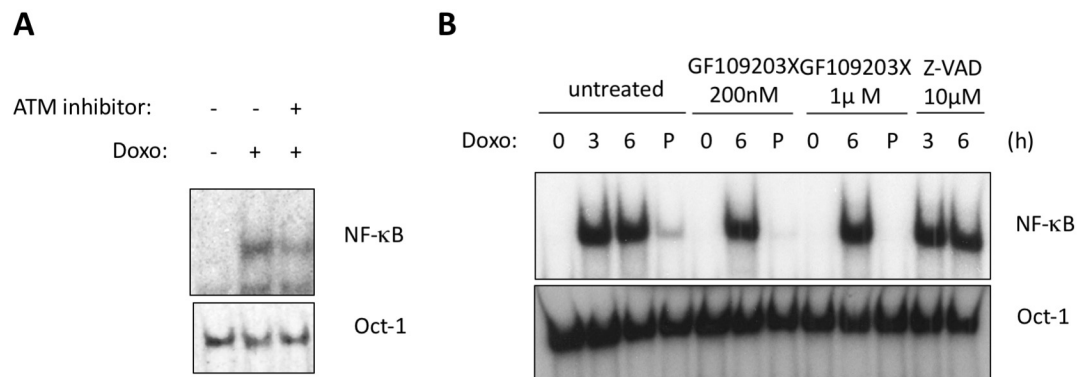 A
ATM inhibitor: - - +
Doxo: - + +
NF-κB
Oct-1
B
untreated GF109203X GF109203X Z-VAD
200nM 1μ M 10μM
Doxo: 0 3 6 P 0 6 P 0 6 P 3 6 (h)
NF-κB
Oct-1